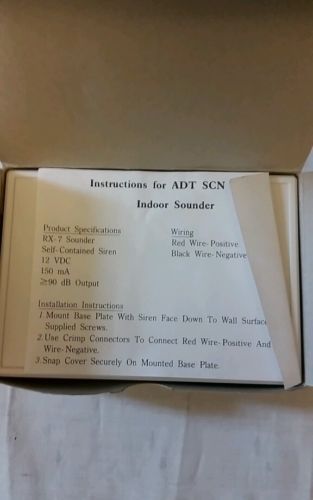 Instructions for ADT SCN
Indoor Sounder
Product Specifications
RX-7 Sounder
Self-Contained Siren
12 VDC
150 mA
≥90 dB Output
Wiring
Red Wire-Positive
Black Wire-Negative
Installation Instructions
1. Mount Base Plate With Siren Face Down To Wall Surface
Supplied Screws.
2. Use Crimp Connectors To Connect Red Wire-Positive And
Wire-Negative.
3. Snap Cover Securely On Mounted Base Plate.